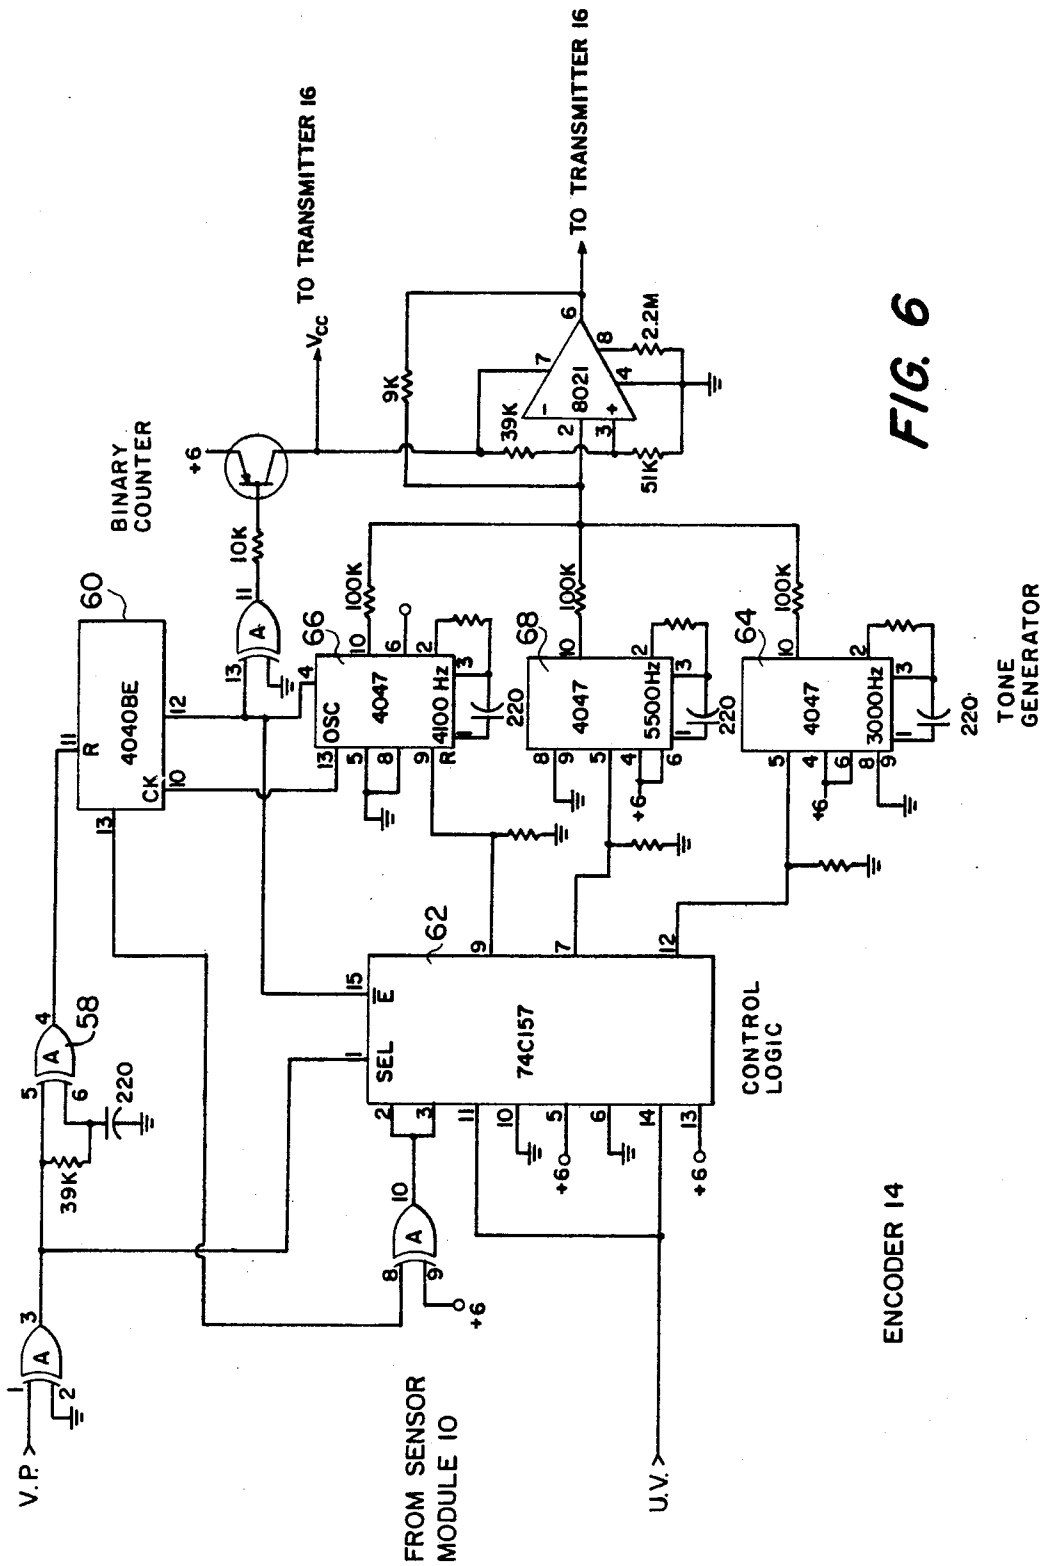 V.P.
1
2
3
A
39K
220
5
6
4
A
58
11
R
4040BE
60
CK
13
10
12
BINARY
COUNTER
+6
13
A
11
10K
VCC
TO TRANSMITTER 16
FROM SENSOR
MODULE 10
8
9
A
10
+6
U.V.
1
SEL
15
E
62
74C157
2
3
11
10
5
+6
6
14
13
+6
9
7
12
CONTROL
LOGIC
66
13
OSC
4
4047
4100 Hz
5
8
9
R
10
6
2
3
1
220
100K
68
4047
5500Hz
8
9
5
4
+6
6
10
2
3
1
220
100K
64
4047
3000Hz
5
4
+6
6
8
9
10
2
3
1
220
100K
TONE
GENERATOR
9K
39K
51K
2
3
8021
-
+
7
6
8
4
2.2M
TO TRANSMITTER 16
ENCODER 14
FIG. 6